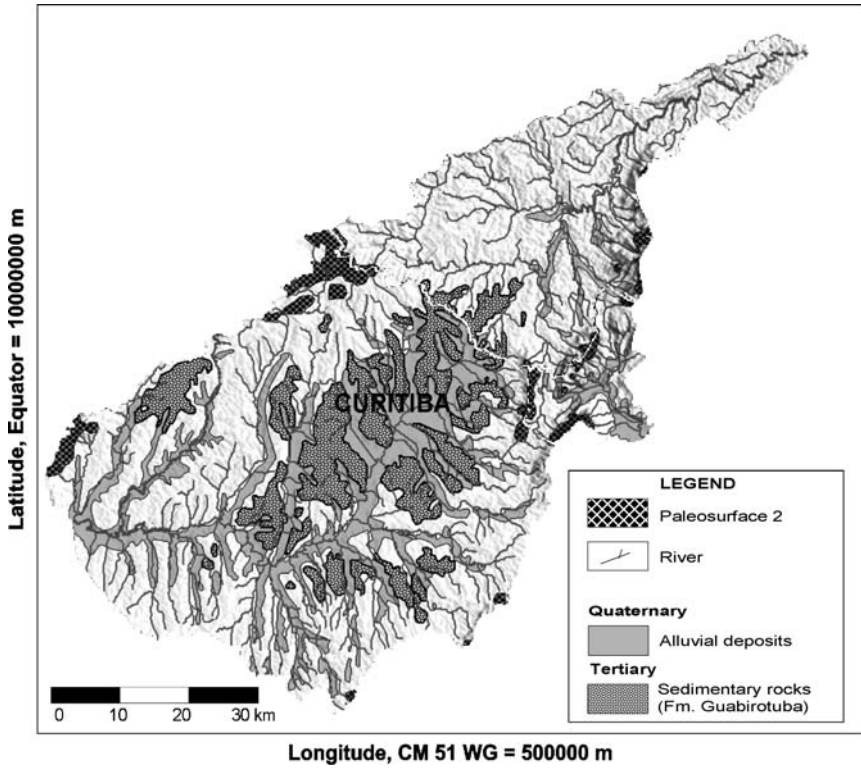 Latitude, Equator = 10000000 m
CURITIBA
LEGEND
Paleosurface 2
River
Quaternary
Alluvial deposits
Tertiary
Sedimentary rocks
(Fm. Guabirotuba)
0 10 20 30 km
Longitude, CM 51 WG = 500000 m